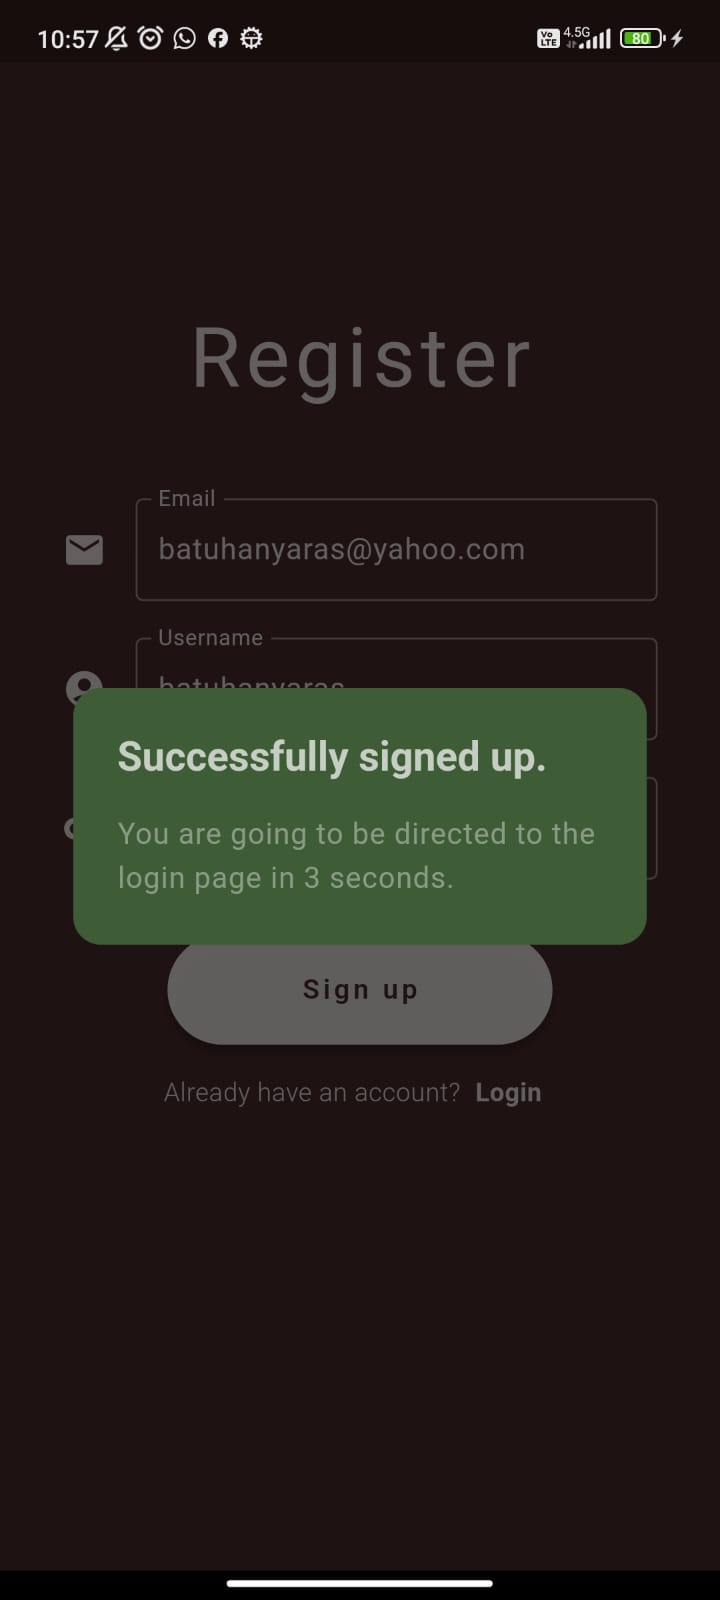 10:57
Vo LTE 4.5G 80
Register
Email
batuhanyaras@yahoo.com
Username
batuhanyaras
Successfully signed up.
You are going to be directed to the
login page in 3 seconds.
Sign up
Already have an account? Login